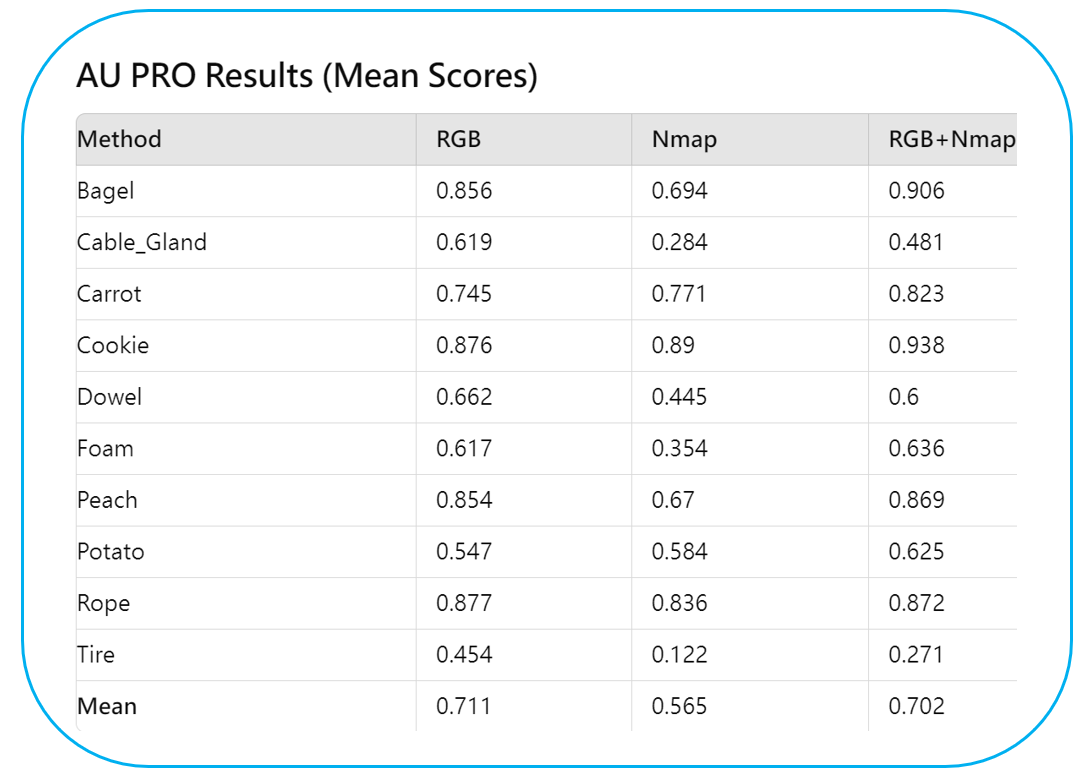 AU PRO Results (Mean Scores)
Method RGB Nmap RGB+Nmap
Bagel 0.856 0.694 0.906
Cable_Gland 0.619 0.284 0.481
Carrot 0.745 0.771 0.823
Cookie 0.876 0.89 0.938
Dowel 0.662 0.445 0.6
Foam 0.617 0.354 0.636
Peach 0.854 0.67 0.869
Potato 0.547 0.584 0.625
Rope 0.877 0.836 0.872
Tire 0.454 0.122 0.271
Mean 0.711 0.565 0.702